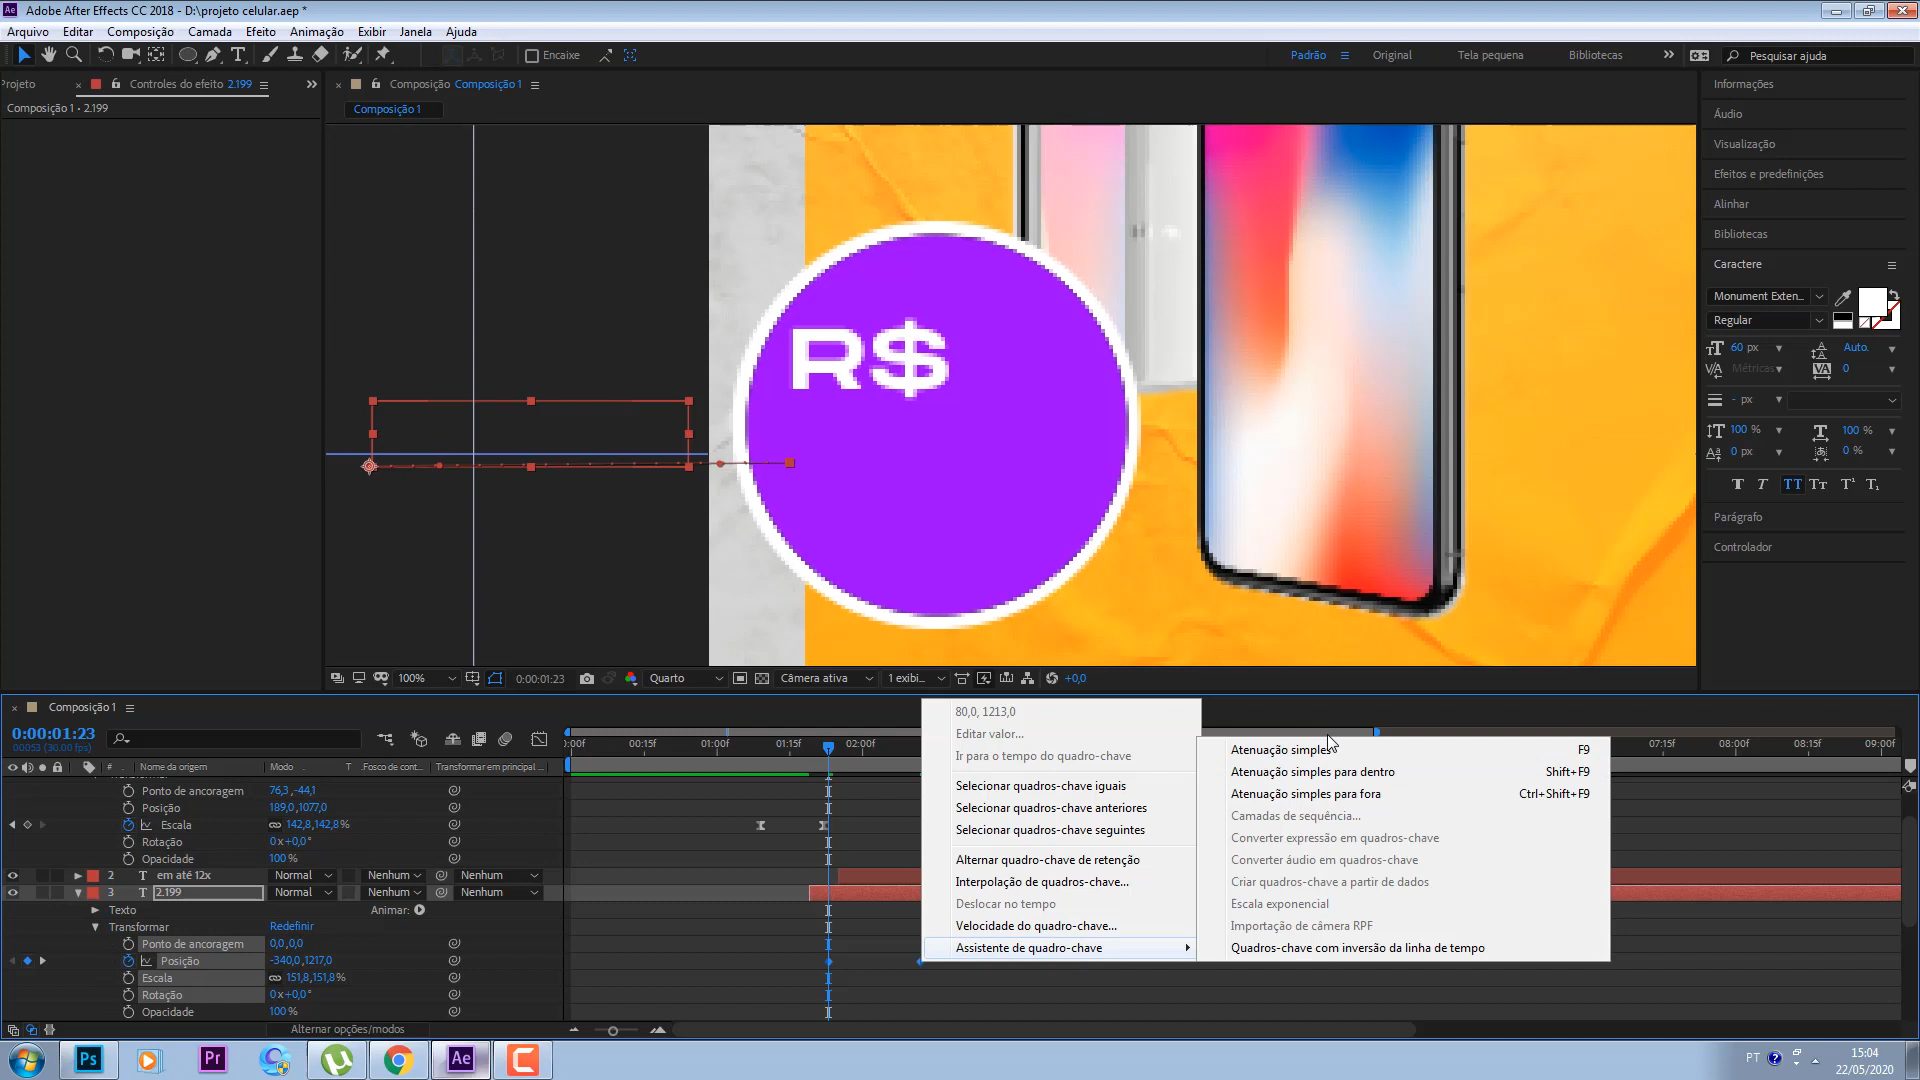 Adobe After Effects CC 2018 - D:\projeto celular.aep *
Arquivo Editar Composição Camada Efeito Animação Exibir Janela Ajuda
Encaixe
Padrão Original Tela pequena Bibliotecas Pesquisar ajuda
Projeto Controles do efeito 2.199
Composição 1 • 2.199
Composição Composição 1
Composição 1
R$
100% 0:00:01:23 Quarto Câmera ativa 1 exibi... +0,0
Informações
Áudio
Visualização
Efeitos e predefinições
Alinhar
Bibliotecas
Caractere
Monument Exten...
Regular
60 px Auto.
Métricas 0
- px
100 % 100 %
0 px 0 %
Parágrafo
Controlador
Composição 1
0:00:01:23
00053 (30.00 fps)
:00f 00:15f 01:00f 01:15f 02:00f 07:15f 08:00f 08:15f 09:00f
# Nome da origem Modo T .Fosco de cont... Transformar em principal...
Ponto de ancoragem 76,3,-44,1
Posição 189,0,1077,0
Escala 142,8,142,8%
Rotação 0x+0,0°
Opacidade 100%
2 T em até 12x Normal Nenhum Nenhum
3 T 2.199 Normal Nenhum Nenhum
Texto Animar:
Transformar Redefinir
Ponto de ancoragem 0,0,0,0
Posição -340,0,1217,0
Escala 151,8,151,8%
Rotação 0x+0,0°
Opacidade 100%
Alternar opções/modos
80,0, 1213,0
Editar valor...
Ir para o tempo do quadro-chave
Selecionar quadros-chave iguais
Selecionar quadros-chave anteriores
Selecionar quadros-chave seguintes
Alternar quadro-chave de retenção
Interpolação de quadros-chave...
Deslocar no tempo
Velocidade do quadro-chave...
Assistente de quadro-chave
Atenuação simples F9
Atenuação simples para dentro Shift+F9
Atenuação simples para fora Ctrl+Shift+F9
Camadas de sequência...
Converter expressão em quadros-chave
Converter áudio em quadros-chave
Criar quadros-chave a partir de dados
Escala exponencial
Importação de câmera RPF
Quadros-chave com inversão da linha de tempo
Ps Pr Ae
PT 15:04
22/05/2020